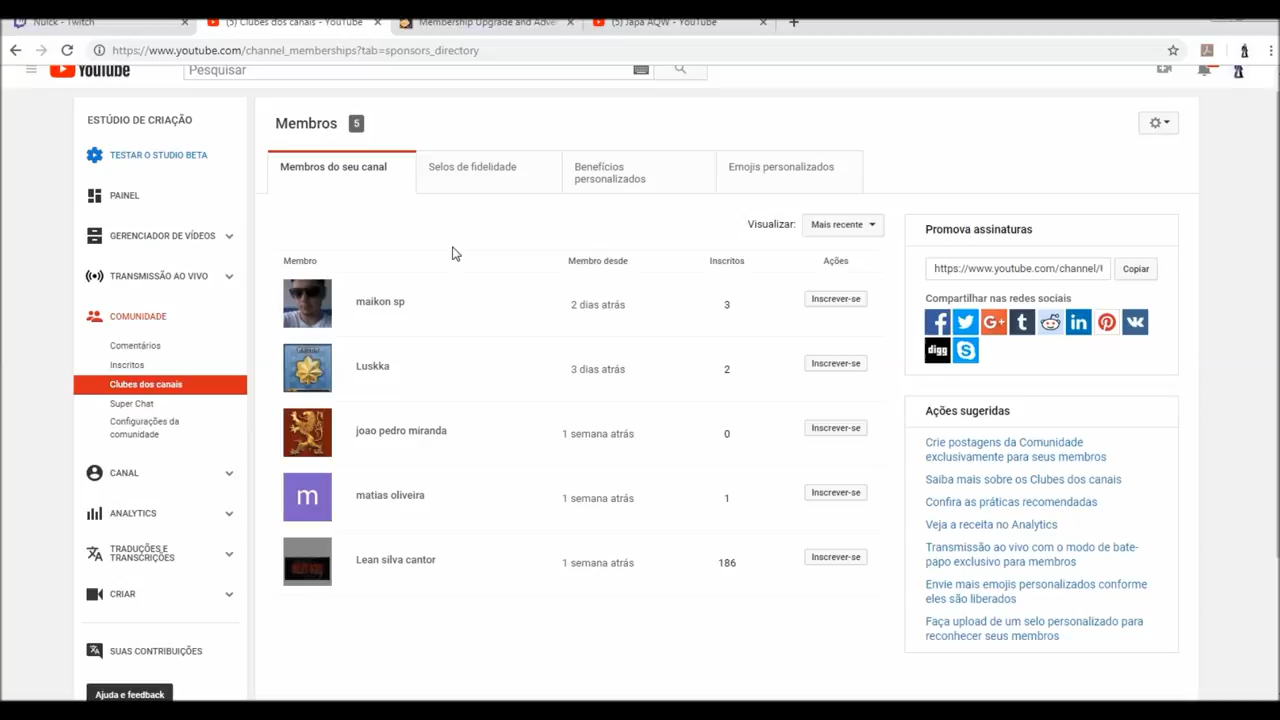 Nulck - Twitch
(5) Clubes dos canais - YouTube
Membership Upgrade and Adve
(5) Japa AQW - YouTube
https://www.youtube.com/channel_memberships?tab=sponsors_directory
YouTube
Pesquisar
ESTÚDIO DE CRIAÇÃO
TESTAR O STUDIO BETA
PAINEL
GERENCIADOR DE VÍDEOS
TRANSMISSÃO AO VIVO
COMUNIDADE
Comentários
Inscritos
Clubes dos canais
Super Chat
Configurações da
comunidade
CANAL
ANALYTICS
TRADUÇÕES E
TRANSCRIÇÕES
CRIAR
SUAS CONTRIBUIÇÕES
Ajuda e feedback
Membros 5
Membros do seu canal
Selos de fidelidade
Benefícios
personalizados
Emojis personalizados
Visualizar: Mais recente
Membro Membro desde Inscritos Ações
maikon sp 2 dias atrás 3 Inscrever-se
Luskka 3 dias atrás 2 Inscrever-se
joao pedro miranda 1 semana atrás 0 Inscrever-se
m matias oliveira 1 semana atrás 1 Inscrever-se
Lean silva cantor 1 semana atrás 186 Inscrever-se
Promova assinaturas
https://www.youtube.com/channel/ Copiar
Compartilhar nas redes sociais
digg
Ações sugeridas
Crie postagens da Comunidade
exclusivamente para seus membros
Saiba mais sobre os Clubes dos canais
Confira as práticas recomendadas
Veja a receita no Analytics
Transmissão ao vivo com o modo de bate-
papo exclusivo para membros
Envie mais emojis personalizados conforme
eles são liberados
Faça upload de um selo personalizado para
reconhecer seus membros